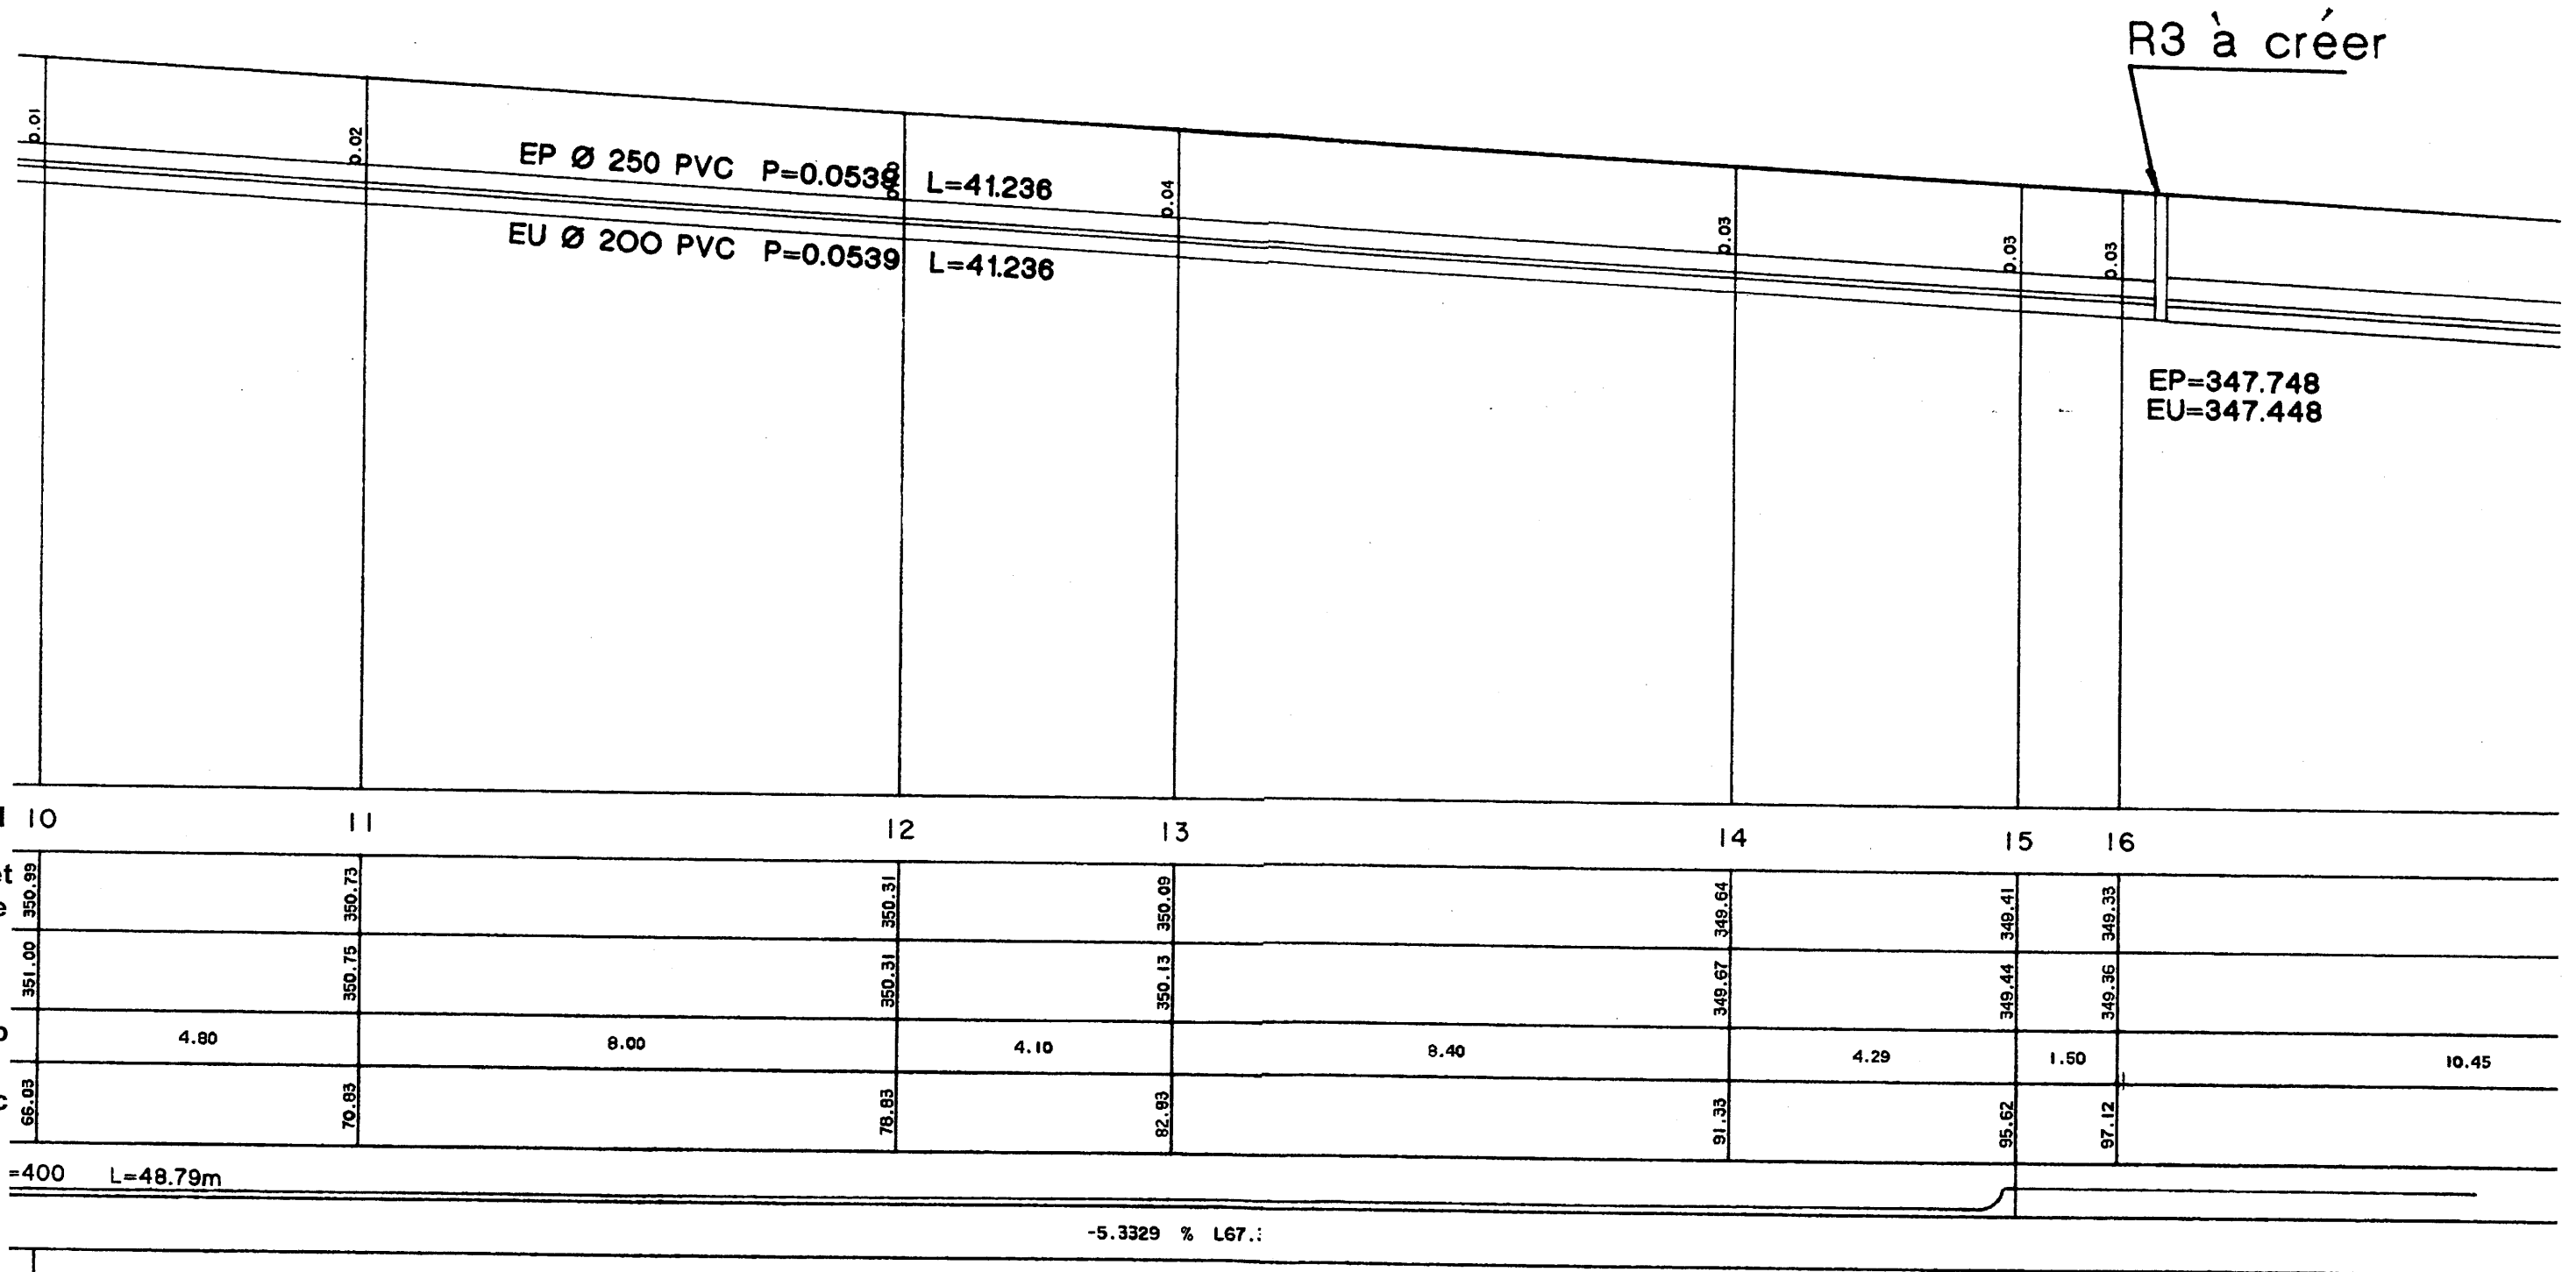 R3 à créer
0.01
0.02
0.04
0.03
0.03
0.03
EP Ø 250 PVC P=0.0539 L=41.236
EU Ø 200 PVC P=0.0539 L=41.236
EP=347.748
EU=347.448
10 11 12 13 14 15 16
350.99 350.73 350.31 350.09 349.64 349.41 349.33
351.00 350.75 350.31 350.13 349.67 349.44 349.36
4.80 8.00 4.10 8.40 4.29 1.50 10.45
66.03 70.83 78.83 82.93 91.33 95.62 97.12
=400 L=48.79m
-5.3329 % L67.